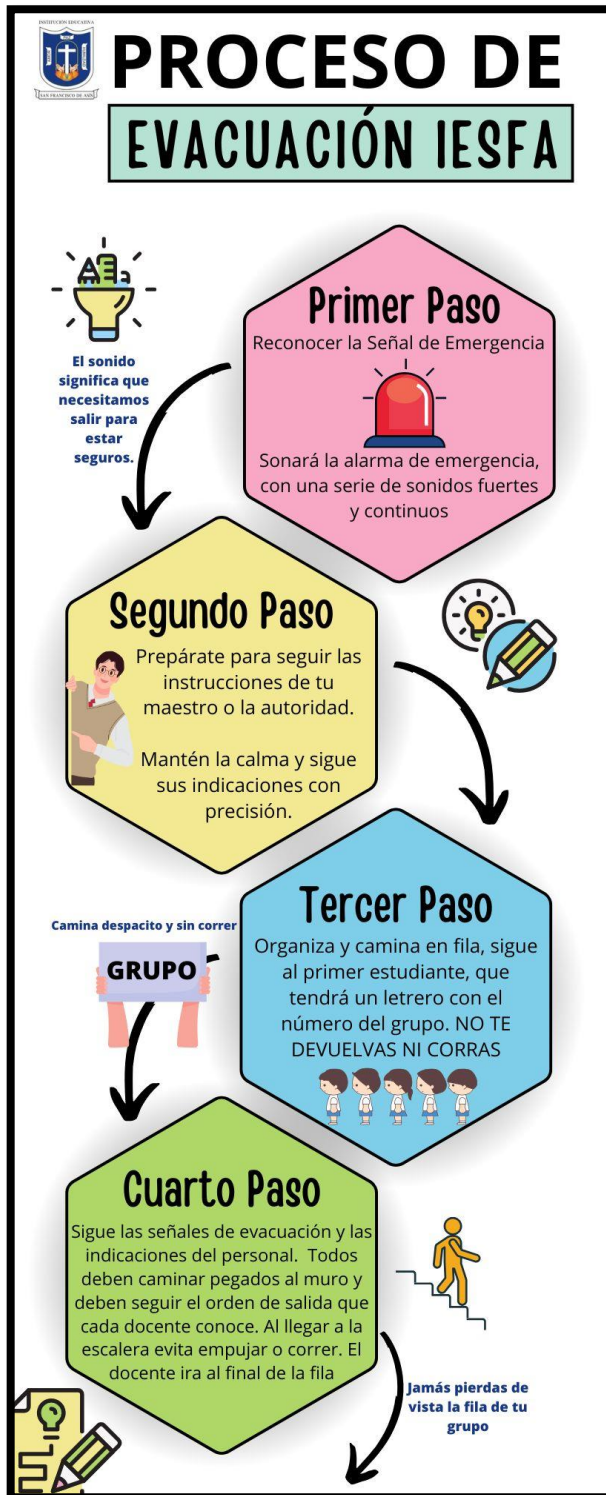 INSTITUCIÓN EDUCATIVA
SAN FRANCISCO DE ASÍS
PROCESO DE
EVACUACIÓN IESFA
Primer Paso
Reconocer la Señal de Emergencia
Sonará la alarma de emergencia,
con una serie de sonidos fuertes
y continuos
El sonido
significa que
necesitamos
salir para
estar
seguros.
Segundo Paso
Prepárate para seguir las
instrucciones de tu
maestro o la autoridad.
Mantén la calma y sigue
sus indicaciones con
precisión.
Tercer Paso
Organiza y camina en fila, sigue
al primer estudiante, que
tendrá un letrero con el
número del grupo. NO TE
DEVUELVAS NI CORRAS
Camina despacito y sin correr
GRUPO
Cuarto Paso
Sigue las señales de evacuación y las
indicaciones del personal. Todos
deben caminar pegados al muro y
deben seguir el orden de salida que
cada docente conoce. Al llegar a la
escalera evita empujar o correr. El
docente ira al final de la fila
Jamás pierdas de
vista la fila de tu
grupo